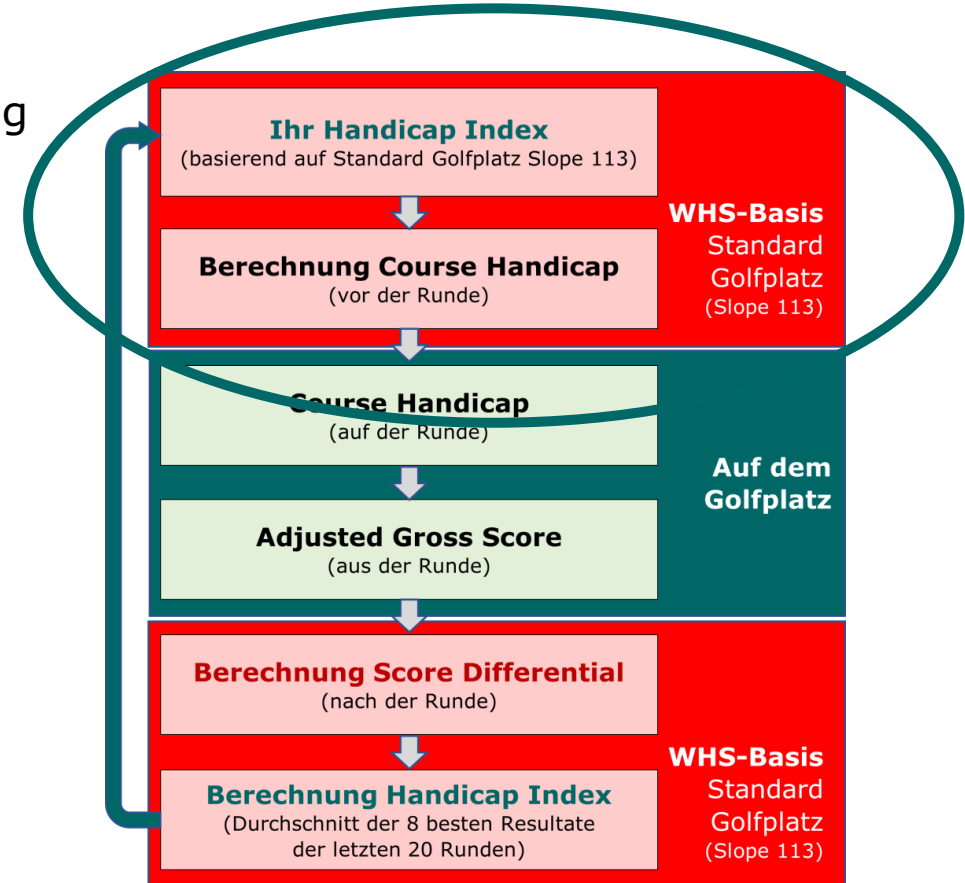 g
Ihr Handicap Index
(basierend auf Standard Golfplatz Slope 113)
Berechnung Course Handicap
(vor der Runde)
WHS-Basis
Standard
Golfplatz
(Slope 113)
Course Handicap
(auf der Runde)
Adjusted Gross Score
(aus der Runde)
Auf dem
Golfplatz
Berechnung Score Differential
(nach der Runde)
Berechnung Handicap Index
(Durchschnitt der 8 besten Resultate
der letzten 20 Runden)
WHS-Basis
Standard
Golfplatz
(Slope 113)